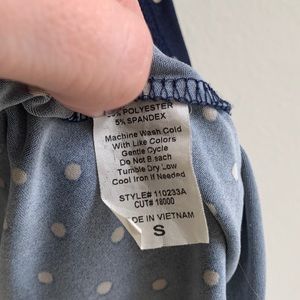 POLYESTER
5% SPANDEX
Machine Wash Cold
With Like Colors
Gentle Cycle
Do Not Bleach
Tumble Dry Low
Cool Iron If Needed
STYLE# 110233A
CUT# 18000
DE IN VIETNAM
S